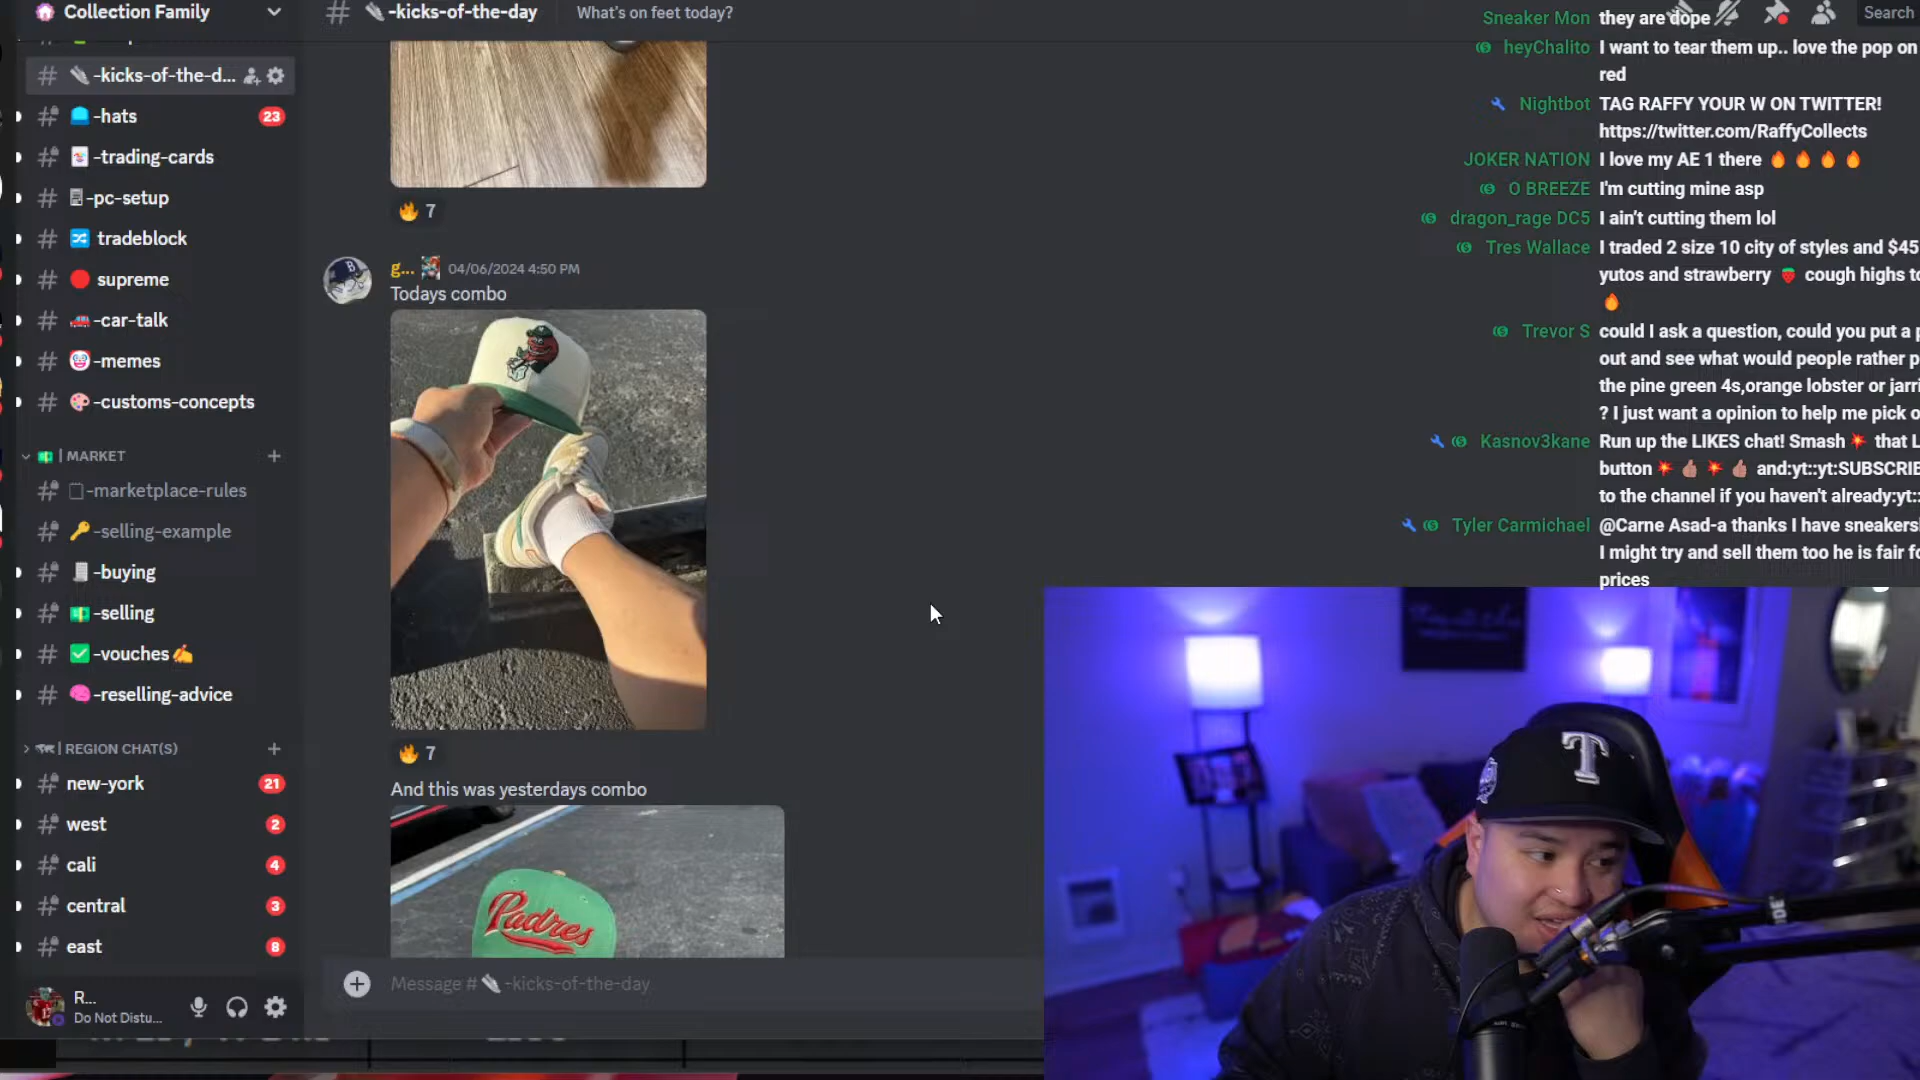 Collection Family
-kicks-of-the-d...
-hats
23
-trading-cards
-pc-setup
tradeblock
supreme
-car-talk
-memes
-customs-concepts
| MARKET
-marketplace-rules
-selling-example
-buying
-selling
-vouches
-reselling-advice
| REGION CHAT(S)
new-york
21
west
2
cali
4
central
3
east
8
R...
Do Not Distu...
-kicks-of-the-day
What's on feet today?
7
g... 04/06/2024 4:50 PM
Todays combo
7
And this was yesterdays combo
Padres
Message # -kicks-of-the-day
Search
Sneaker Mon they are dope
heyChalito I want to tear them up.. love the pop on
red
Nightbot TAG RAFFY YOUR W ON TWITTER!
https://twitter.com/RaffyCollects
JOKER NATION I love my AE 1 there 🔥 🔥 🔥 🔥
O BREEZE I'm cutting mine asp
dragon_rage DC5 I ain't cutting them lol
Tres Wallace I traded 2 size 10 city of styles and $45
yutos and strawberry 🍓 cough highs to
🔥
Trevor S could I ask a question, could you put a p
out and see what would people rather p
the pine green 4s,orange lobster or jarri
? I just want a opinion to help me pick o
Kasnov3kane Run up the LIKES chat! Smash 💥 that L
button 💥 👍🏽 💥 👍🏽 and:yt::yt:SUBSCRIBE
to the channel if you haven't already:yt::
Tyler Carmichael @Carne Asad-a thanks I have sneakersh
I might try and sell them too he is fair fo
prices
T